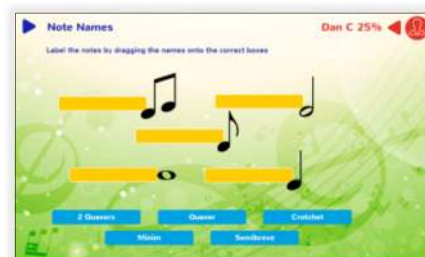 Note Names
Dan C 25%
Label the notes by dragging the names onto the correct boxes
2 Quavers
Quaver
Crotchet
Minim
Semibreve